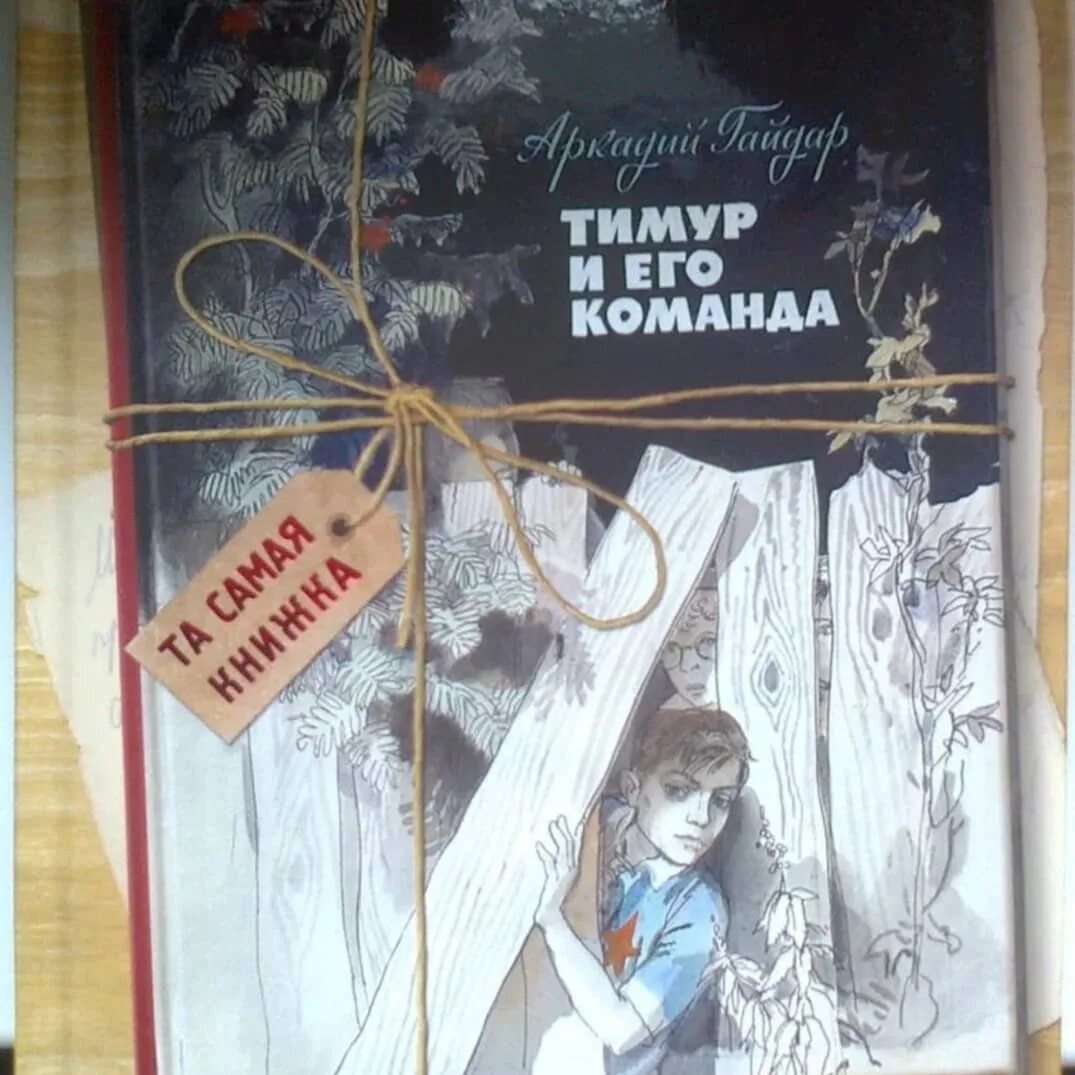 Аркадий Гайдар
ТИМУР
И ЕГО
КОМАНДА
ТА САМАЯ
КНИЖКА